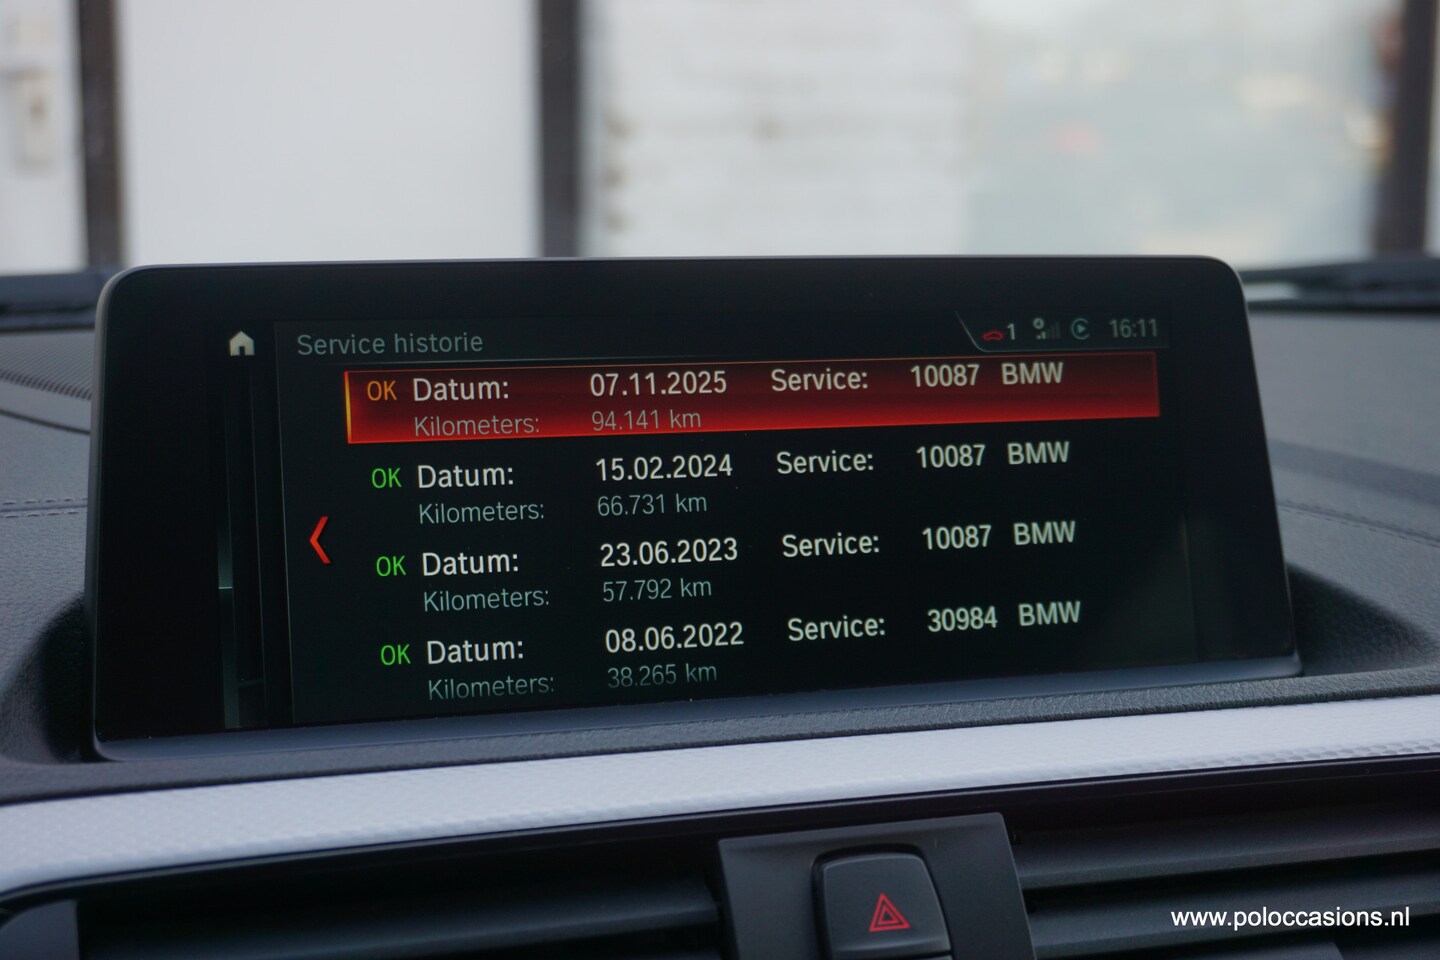 Service historie
1
16:11
OK Datum: 07.11.2025 Service: 10087 BMW
Kilometers: 94.141 km
OK Datum: 15.02.2024 Service: 10087 BMW
Kilometers: 66.731 km
OK Datum: 23.06.2023 Service: 10087 BMW
Kilometers: 57.792 km
OK Datum: 08.06.2022 Service: 30984 BMW
Kilometers: 38.265 km
www.poloccasions.nl